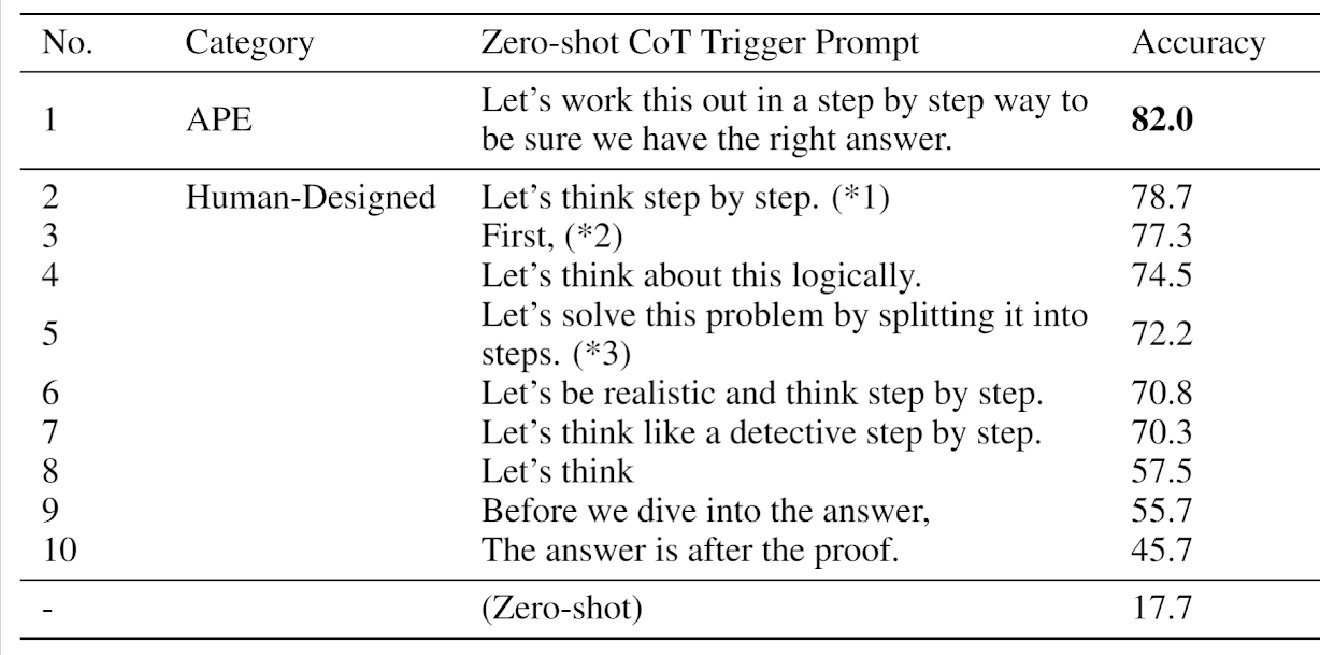 No. Category Zero-shot CoT Trigger Prompt Accuracy
1 APE Let's work this out in a step by step way to
be sure we have the right answer. 82.0
2 Human-Designed Let's think step by step. (*1) 78.7
3 First, (*2) 77.3
4 Let's think about this logically. 74.5
5 Let's solve this problem by splitting it into
steps. (*3) 72.2
6 Let's be realistic and think step by step. 70.8
7 Let's think like a detective step by step. 70.3
8 Let's think 57.5
9 Before we dive into the answer, 55.7
10 The answer is after the proof. 45.7
- (Zero-shot) 17.7